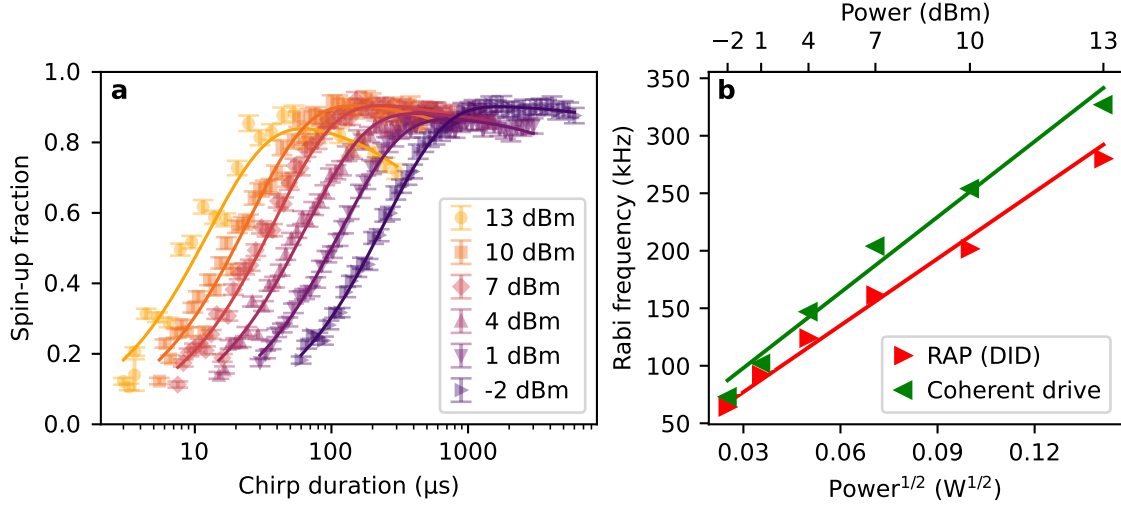 a
Spin-up fraction
1.0
0.8
0.6
0.4
0.2
0.0
10
100
1000
Chirp duration (μs)
13 dBm
10 dBm
7 dBm
4 dBm
1 dBm
-2 dBm
Power (dBm)
−2 1 4 7 10 13
b
Rabi frequency (kHz)
350
300
250
200
150
100
50
0.03 0.06 0.09 0.12
Power^{1/2} (W^{1/2})
RAP (DID)
Coherent drive